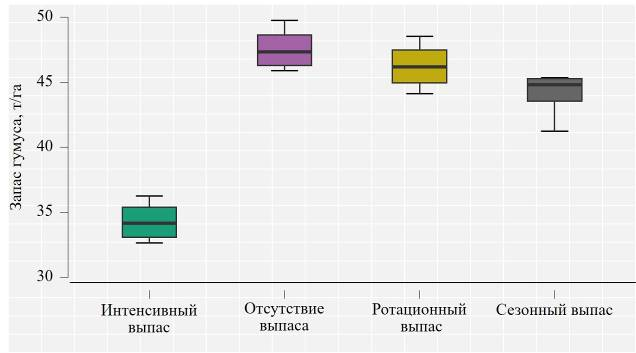 Запас гумуса, т/га
50
45
40
35
30
Интенсивный
выпас
Отсутствие
выпаса
Ротационный
выпас
Сезонный выпас